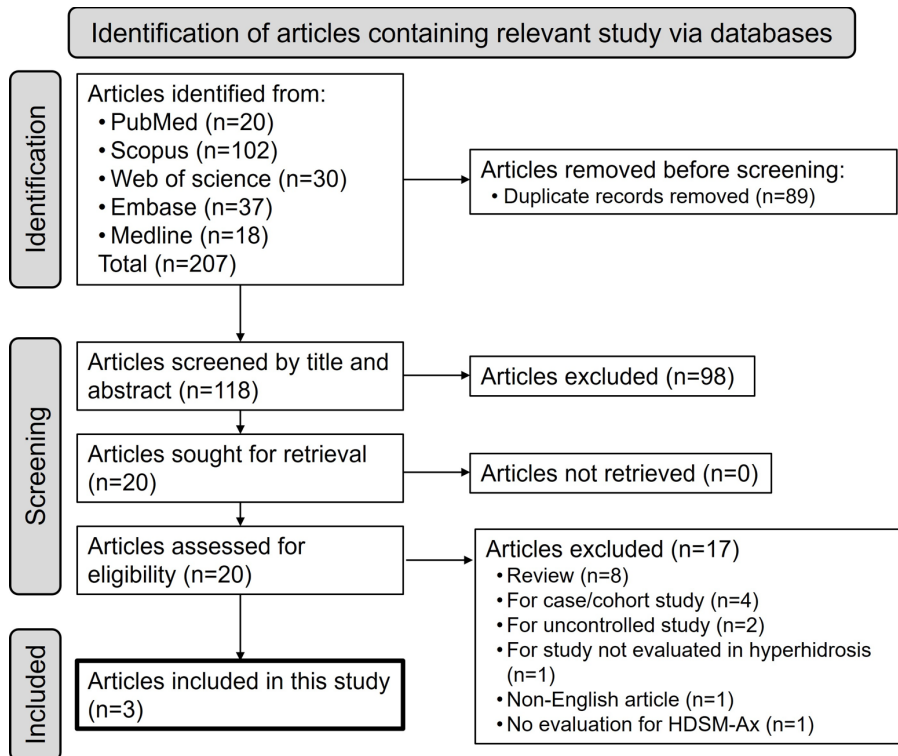 Identification of articles containing relevant study via databases
Identification
Articles identified from:
• PubMed (n=20)
• Scopus (n=102)
• Web of science (n=30)
• Embase (n=37)
• Medline (n=18)
Total (n=207)
Articles removed before screening:
• Duplicate records removed (n=89)
Screening
Articles screened by title and
abstract (n=118)
Articles excluded (n=98)
Articles sought for retrieval
(n=20)
Articles not retrieved (n=0)
Articles assessed for
eligibility (n=20)
Articles excluded (n=17)
• Review (n=8)
• For case/cohort study (n=4)
• For uncontrolled study (n=2)
• For study not evaluated in hyperhidrosis
(n=1)
• Non-English article (n=1)
• No evaluation for HDSM-Ax (n=1)
Included
Articles included in this study
(n=3)